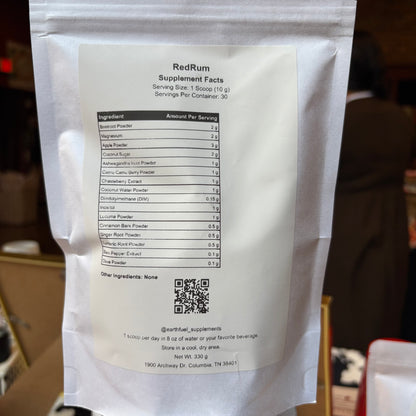 RedRum
Supplement Facts
Serving Size: 1 Scoop (10 g)
Servings Per Container: 30
Ingredient Amount Per Serving
Beetroot Powder 2 g
Magnesium 2 g
Apple Powder 2 g
Coconut Sugar 2 g
Ashwagandha Root Powder 1 g
Camu Camu Berry Powder 1 g
Chasteberry Extract 1 g
Coconut Water Powder 1 g
Diindolylmethane (DIM) 0.15 g
Inositol 1 g
Lucuma Powder 1 g
Cinnamon Bark Powder 0.5 g
Ginger Root Powder 0.5 g
Turmeric Root Powder 0.5 g
Black Pepper Extract 0.1 g
Clove Powder 0.1 g
Other Ingredients: None
@earthfuel_supplements
1 scoop per day in 8 oz of water or your favorite beverage.
Store in a cool, dry area.
Net Wt. 330 g
1900 Archway Dr. Columbia, TN 38401